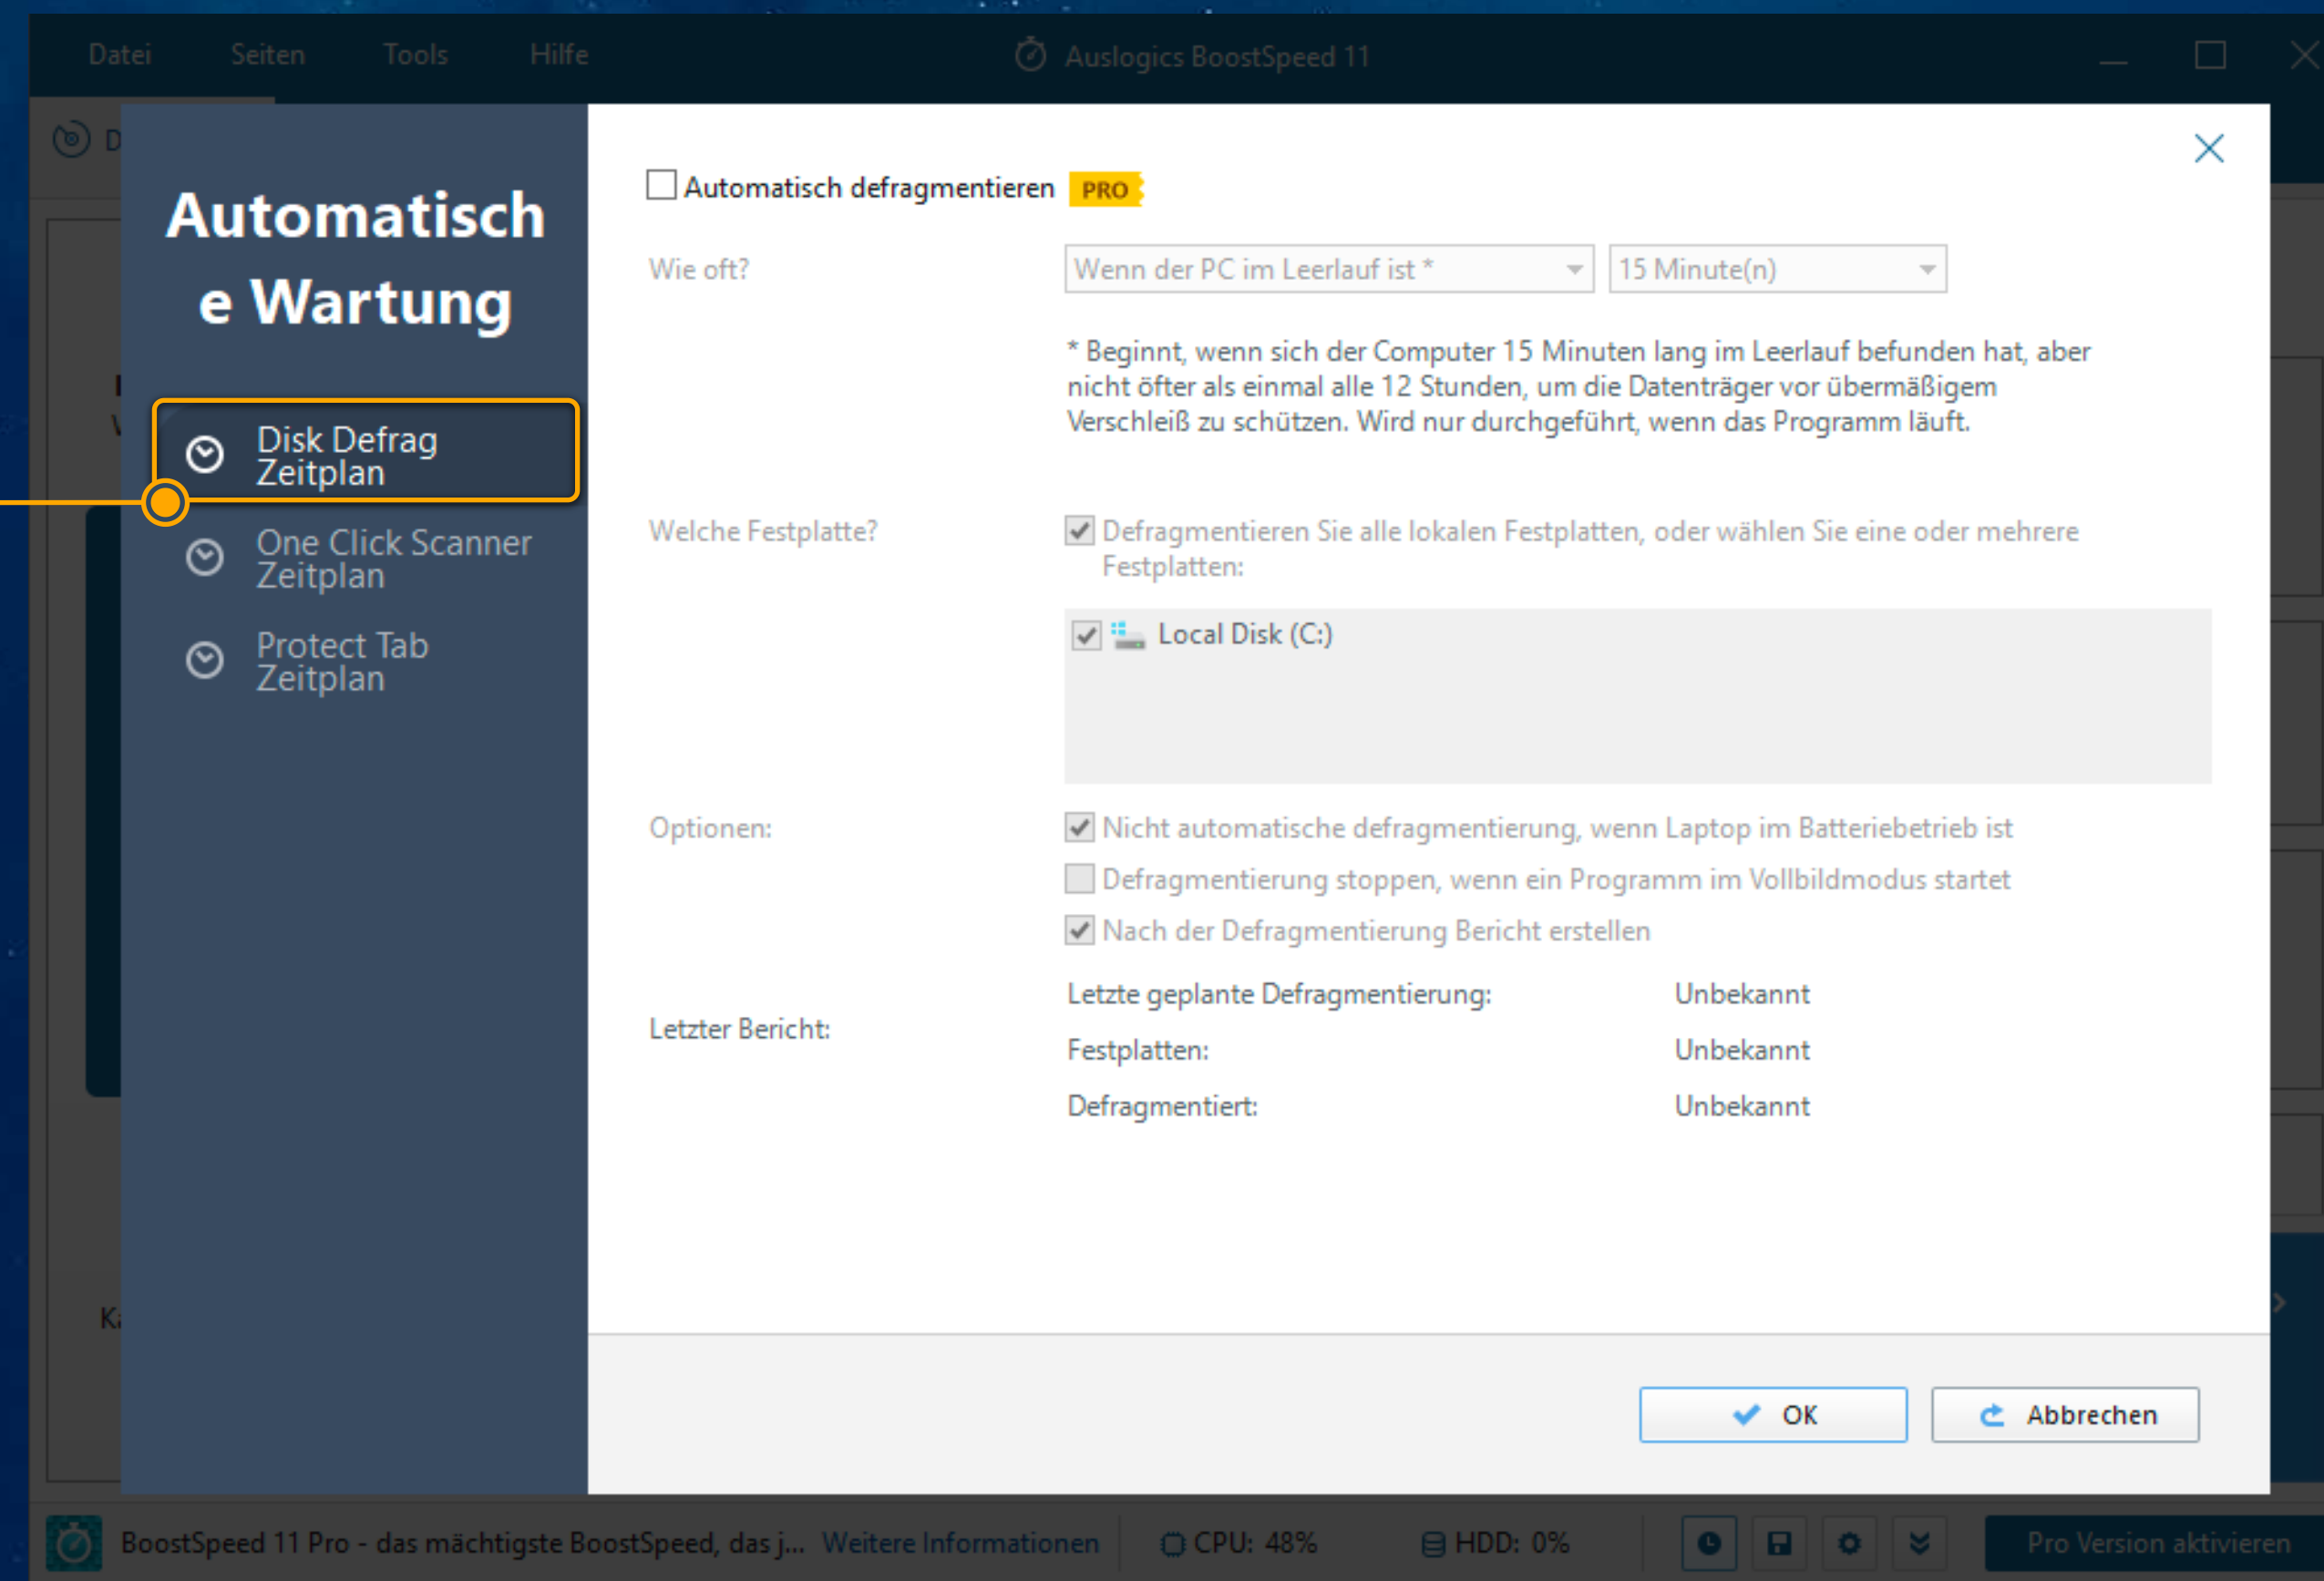 Datei Seiten Tools Hilfe Auslogics BoostSpeed 11
Automatisch
e Wartung
Disk Defrag
Zeitplan
One Click Scanner
Zeitplan
Protect Tab
Zeitplan
Automatisch defragmentieren PRO
Wie oft? Wenn der PC im Leerlauf ist * 15 Minute(n)
* Beginnt, wenn sich der Computer 15 Minuten lang im Leerlauf befunden hat, aber
nicht öfter als einmal alle 12 Stunden, um die Datenträger vor übermäßigem
Verschleiß zu schützen. Wird nur durchgeführt, wenn das Programm läuft.
Welche Festplatte? Defragmentieren Sie alle lokalen Festplatten, oder wählen Sie eine oder mehrere
Festplatten:
Local Disk (C:)
Optionen: Nicht automatische defragmentierung, wenn Laptop im Batteriebetrieb ist
Defragmentierung stoppen, wenn ein Programm im Vollbildmodus startet
Nach der Defragmentierung Bericht erstellen
Letzter Bericht:
Letzte geplante Defragmentierung: Unbekannt
Festplatten: Unbekannt
Defragmentiert: Unbekannt
OK Abbrechen
BoostSpeed 11 Pro - das mächtigste BoostSpeed, das j... Weitere Informationen CPU: 48% HDD: 0% Pro Version aktivieren